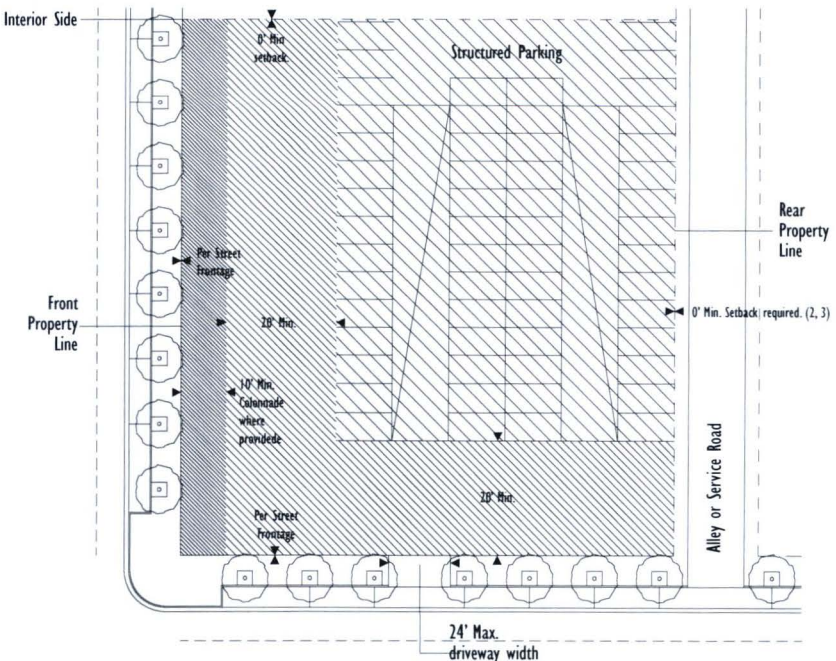 Interior Side
0' Min
setback.
Structured Parking
Per Street
Frontage
Rear
Property
Line
Front
Property
Line
20' Min.
0' Min. Setback required. (2, 3)
10' Min.
Colonnade
where
providede
Alley or Service Road
20' Min.
Per Street
Frontage
24' Max.
driveway width